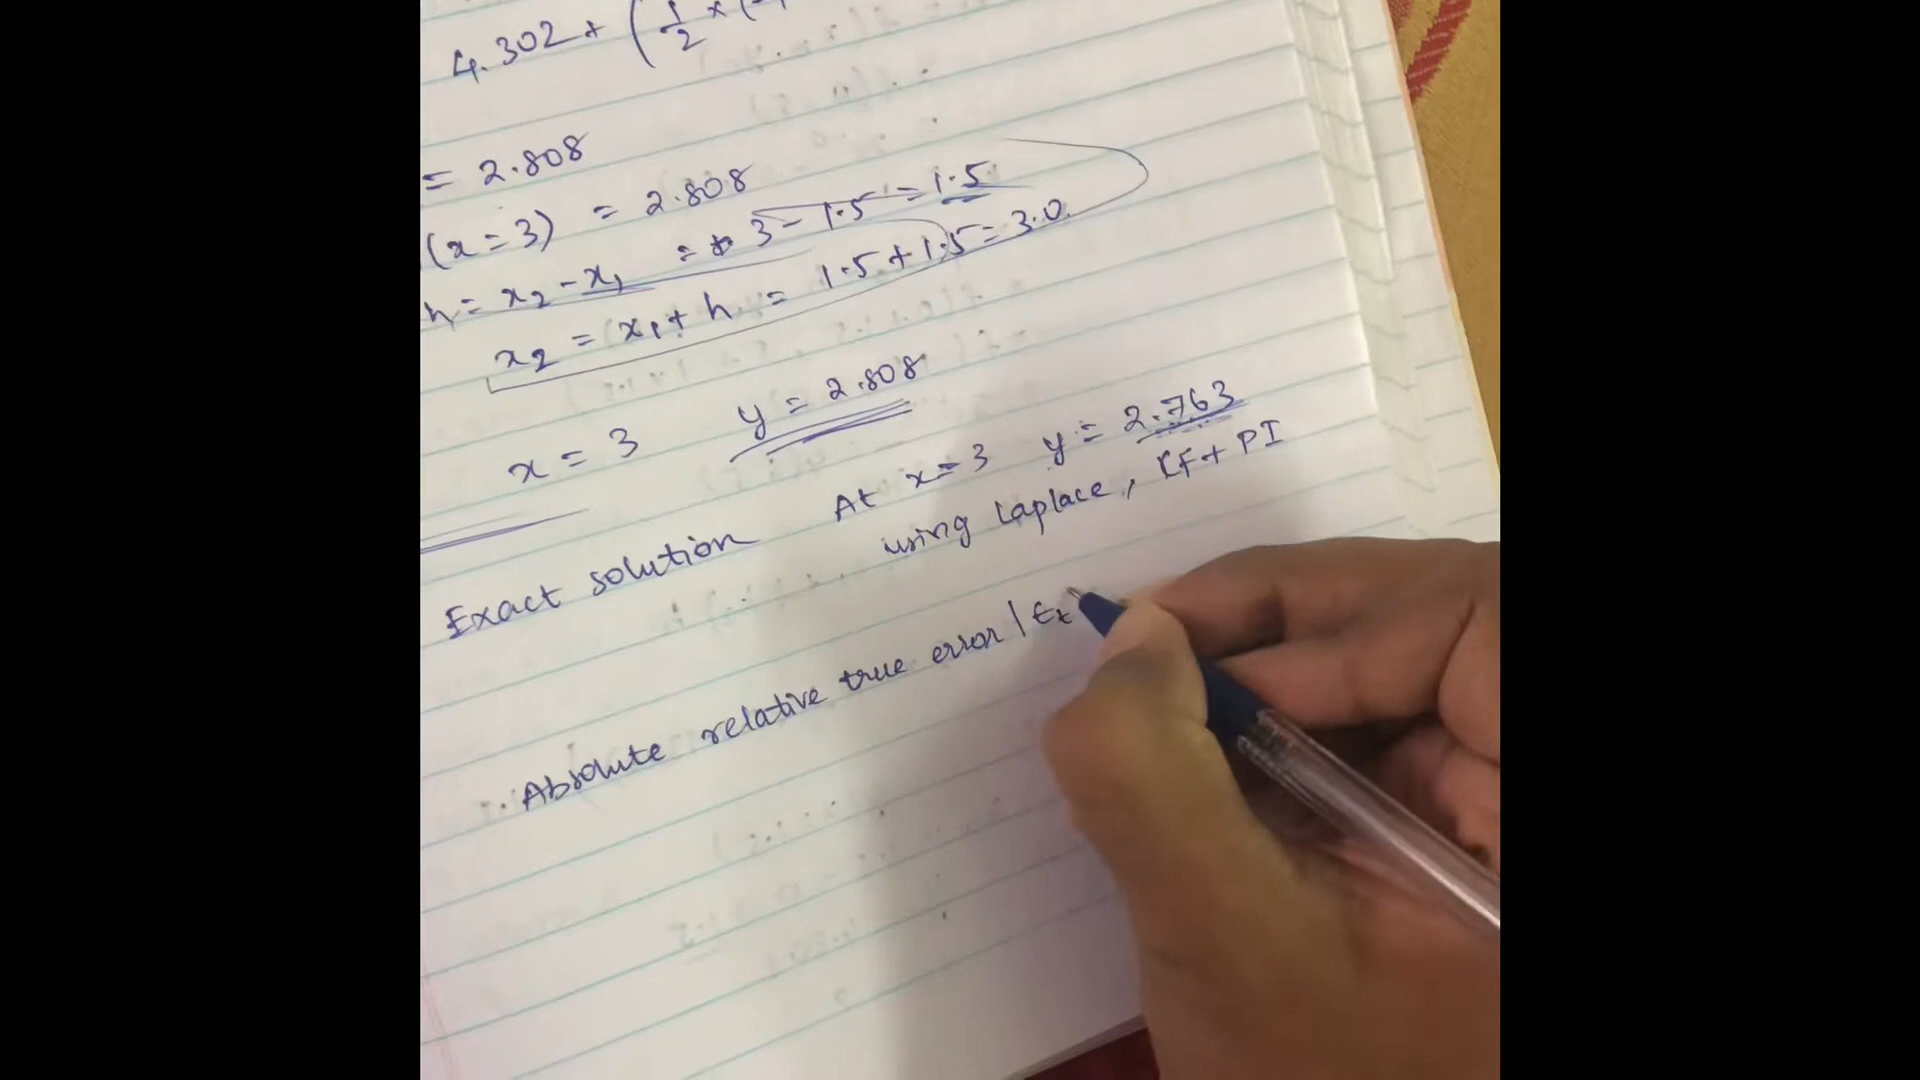 4.302 + ( 1/2 × (
= 2.808
(x = 3) = 2.808
h = x₂ - x₁ = 3 - 1.5 = 1.5
x₂ = x₁ + h = 1.5 + 1.5 = 3.0
x = 3 y = 2.808
Exact solution At x = 3 y = 2.763
using Laplace, CF + PI
Absolute relative true error | Et